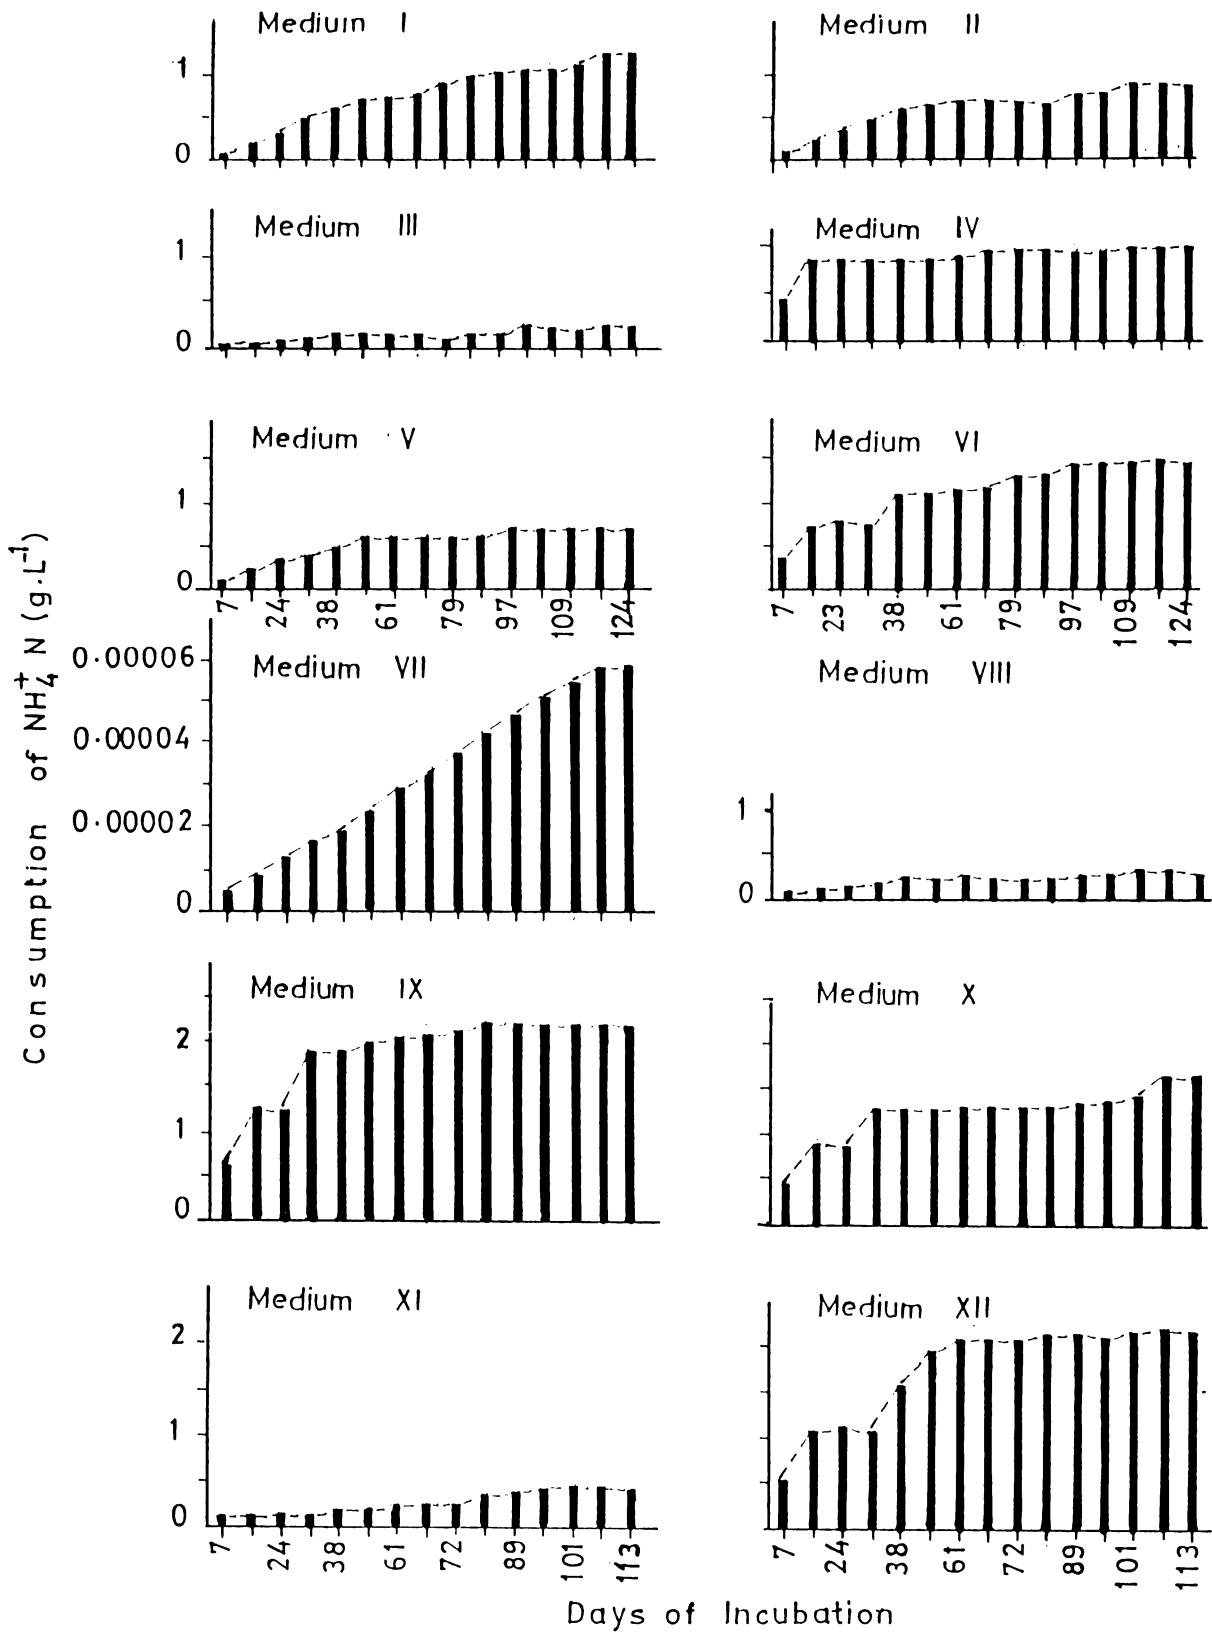 Medium I
1
0
Medium II
Medium III
1
0
Medium IV
Medium V
1
0
7 24 38 61 79 97 109 124
Medium VI
7 23 38 61 79 97 109 124
Consumption of NH4+ N (g.L-1)
Medium VII
0.00006
0.00004
0.00002
0
Medium VIII
1
0
Medium IX
2
1
0
Medium X
Medium XI
2
1
0
7 24 38 61 72 89 101 113
Medium XII
7 24 38 61 72 89 101 113
Days of Incubation